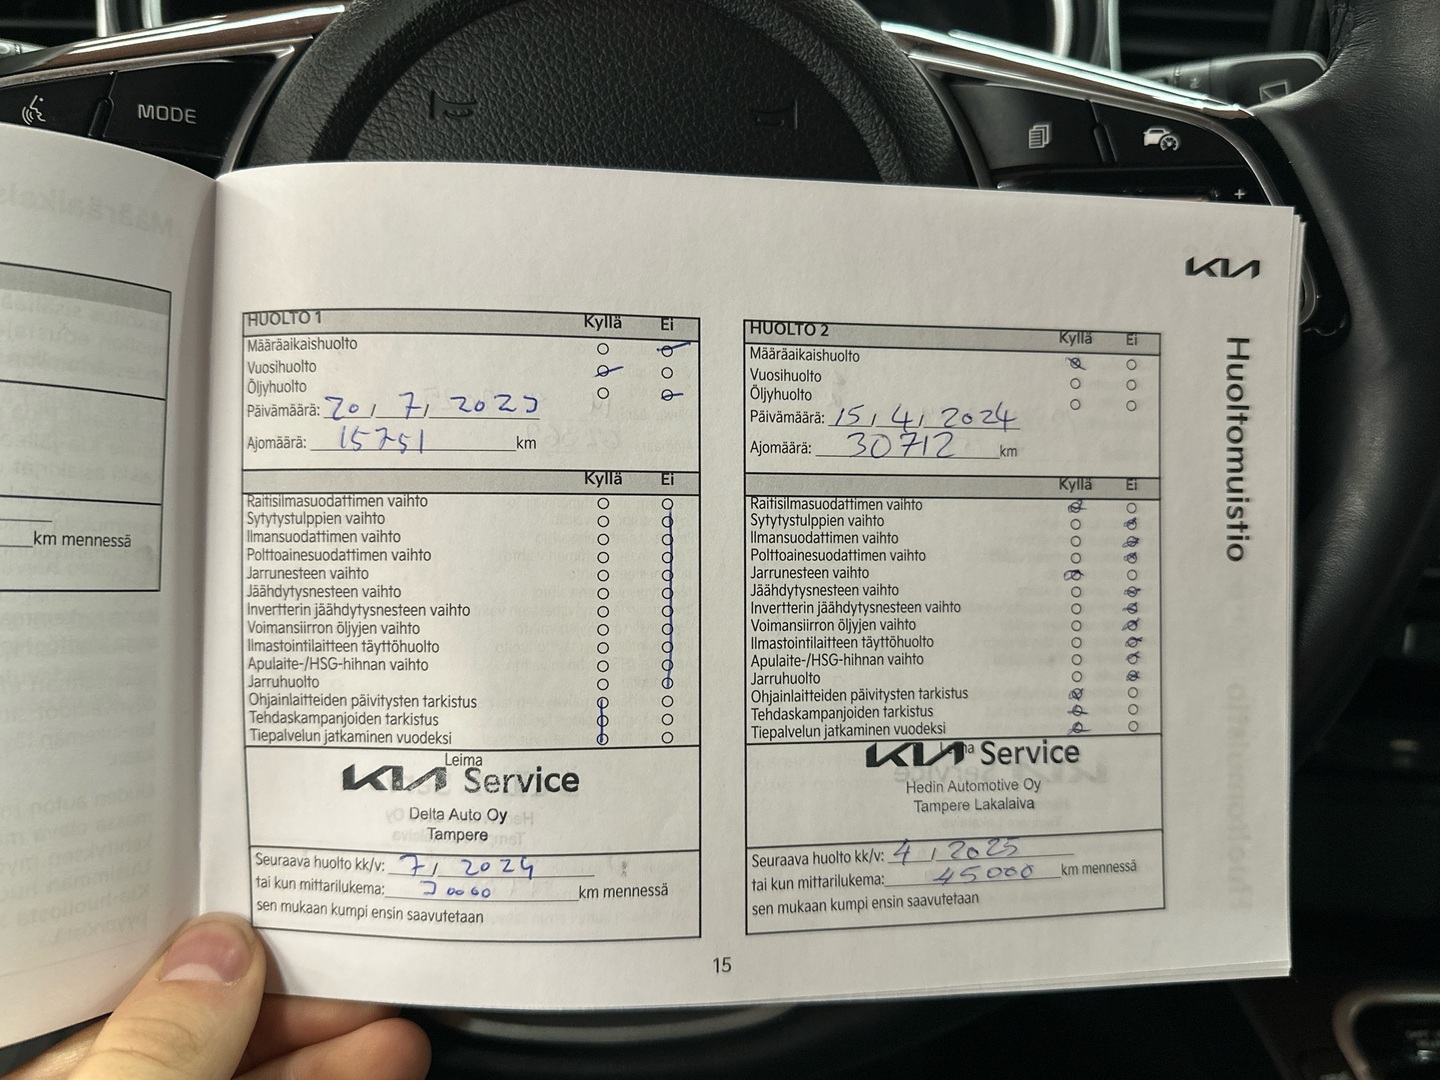 MODE
+
km mennessä
KIA
Huoltomuistio
HUOLTO 1 Kyllä Ei
Määräaikaishuolto
Vuosihuolto
Öljyhuolto
Päivämäärä: 20, 7, 2023
Ajomäärä: 15751 km
Kyllä Ei
Raitisilmasuodattimen vaihto
Sytytystulppien vaihto
Ilmansuodattimen vaihto
Polttoainesuodattimen vaihto
Jarrunesteen vaihto
Jäähdytysnesteen vaihto
Invertterin jäähdytysnesteen vaihto
Voimansiirron öljyjen vaihto
Ilmastointilaitteen täyttöhuolto
Apulaite-/HSG-hihnan vaihto
Jarruhuolto
Ohjainlaitteiden päivitysten tarkistus
Tehdaskampanjoiden tarkistus
Tiepalvelun jatkaminen vuodeksi
Leima
KIA Service
Delta Auto Oy
Tampere
Seuraava huolto kk/v: 7, 2024
tai kun mittarilukema: 30000 km mennessä
sen mukaan kumpi ensin saavutetaan
HUOLTO 2 Kyllä Ei
Määräaikaishuolto
Vuosihuolto
Öljyhuolto
Päivämäärä: 15, 4, 2024
Ajomäärä: 30712 km
Kyllä Ei
Raitisilmasuodattimen vaihto
Sytytystulppien vaihto
Ilmansuodattimen vaihto
Polttoainesuodattimen vaihto
Jarrunesteen vaihto
Jäähdytysnesteen vaihto
Invertterin jäähdytysnesteen vaihto
Voimansiirron öljyjen vaihto
Ilmastointilaitteen täyttöhuolto
Apulaite-/HSG-hihnan vaihto
Jarruhuolto
Ohjainlaitteiden päivitysten tarkistus
Tehdaskampanjoiden tarkistus
Tiepalvelun jatkaminen vuodeksi
KIA Service
Hedin Automotive Oy
Tampere Lakalaiva
Seuraava huolto kk/v: 4, 2025
tai kun mittarilukema: 45000 km mennessä
sen mukaan kumpi ensin saavutetaan
15